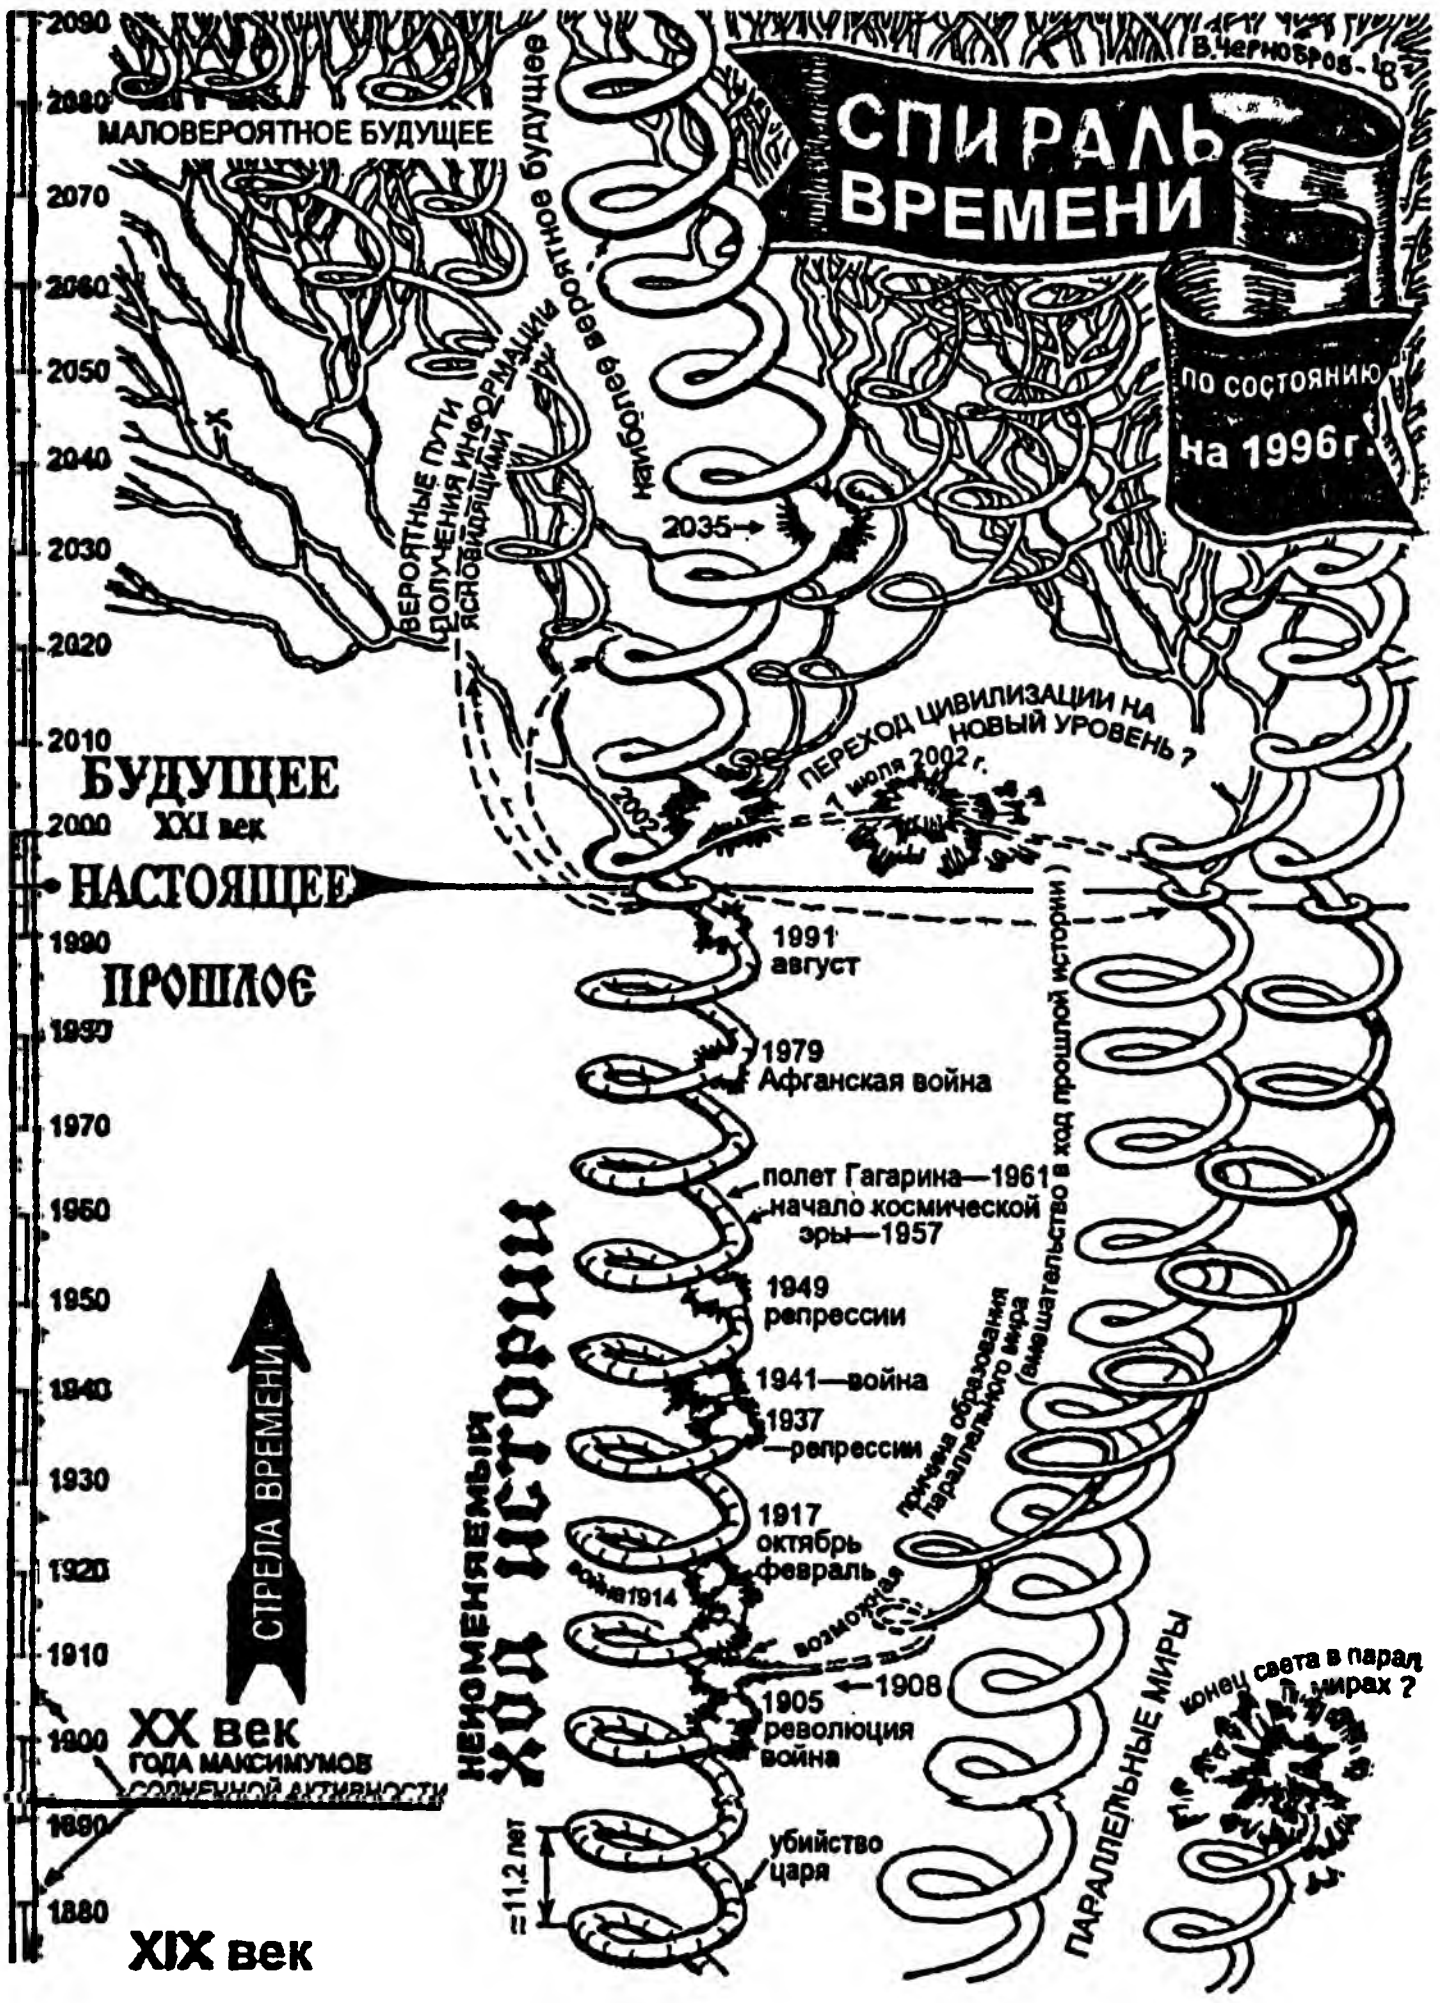 2090
2080
2070
2060
2050
2040
2030
2020
2010
2000
1990
1980
1970
1960
1950
1940
1930
1920
1910
1900
1890
1880
В.ЧЕРНОБРОВ-
СПИРАЛЬ
ВРЕМЕНИ
по состоянию
на 1996г.
МАЛОВЕРОЯТНОЕ БУДУЩЕЕ
наиболее вероятное будущее
ВЕРОЯТНЫЕ ПУТИ
ПОЛУЧЕНИЯ ИНФОРМАЦИИ
ЯСНОВИДЯЩИМИ
2035
ПЕРЕХОД ЦИВИЛИЗАЦИИ НА
НОВЫЙ УРОВЕНЬ?
июля 2002 г.
2002
БУДУЩЕЕ
XXI век
НАСТОЯЩЕЕ
ПРОШЛОЕ
1991
август
1979
Афганская война
полет Гагарина—1961
начало космической
эры—1957
1949
репрессии
1941—война
1937
—репрессии
1917
октябрь
февраль
война 1914
1908
1905
революция
война
убийство
царя
≈11,2 лет
НЕИЗМЕНЯЕМЫЙ
ХОД ИСТОРИИ
СТРЕЛА ВРЕМЕНИ
возможная
причина образования
параллельного мира
(вмешательство в ход прошлой истории)
ПАРАЛЛЕЛЬНЫЕ МИРЫ
конец света в парал
мирах?
XX век
ГОДА МАКСИМУМОВ
СОЛНЕЧНОЙ АКТИВНОСТИ
XIX век